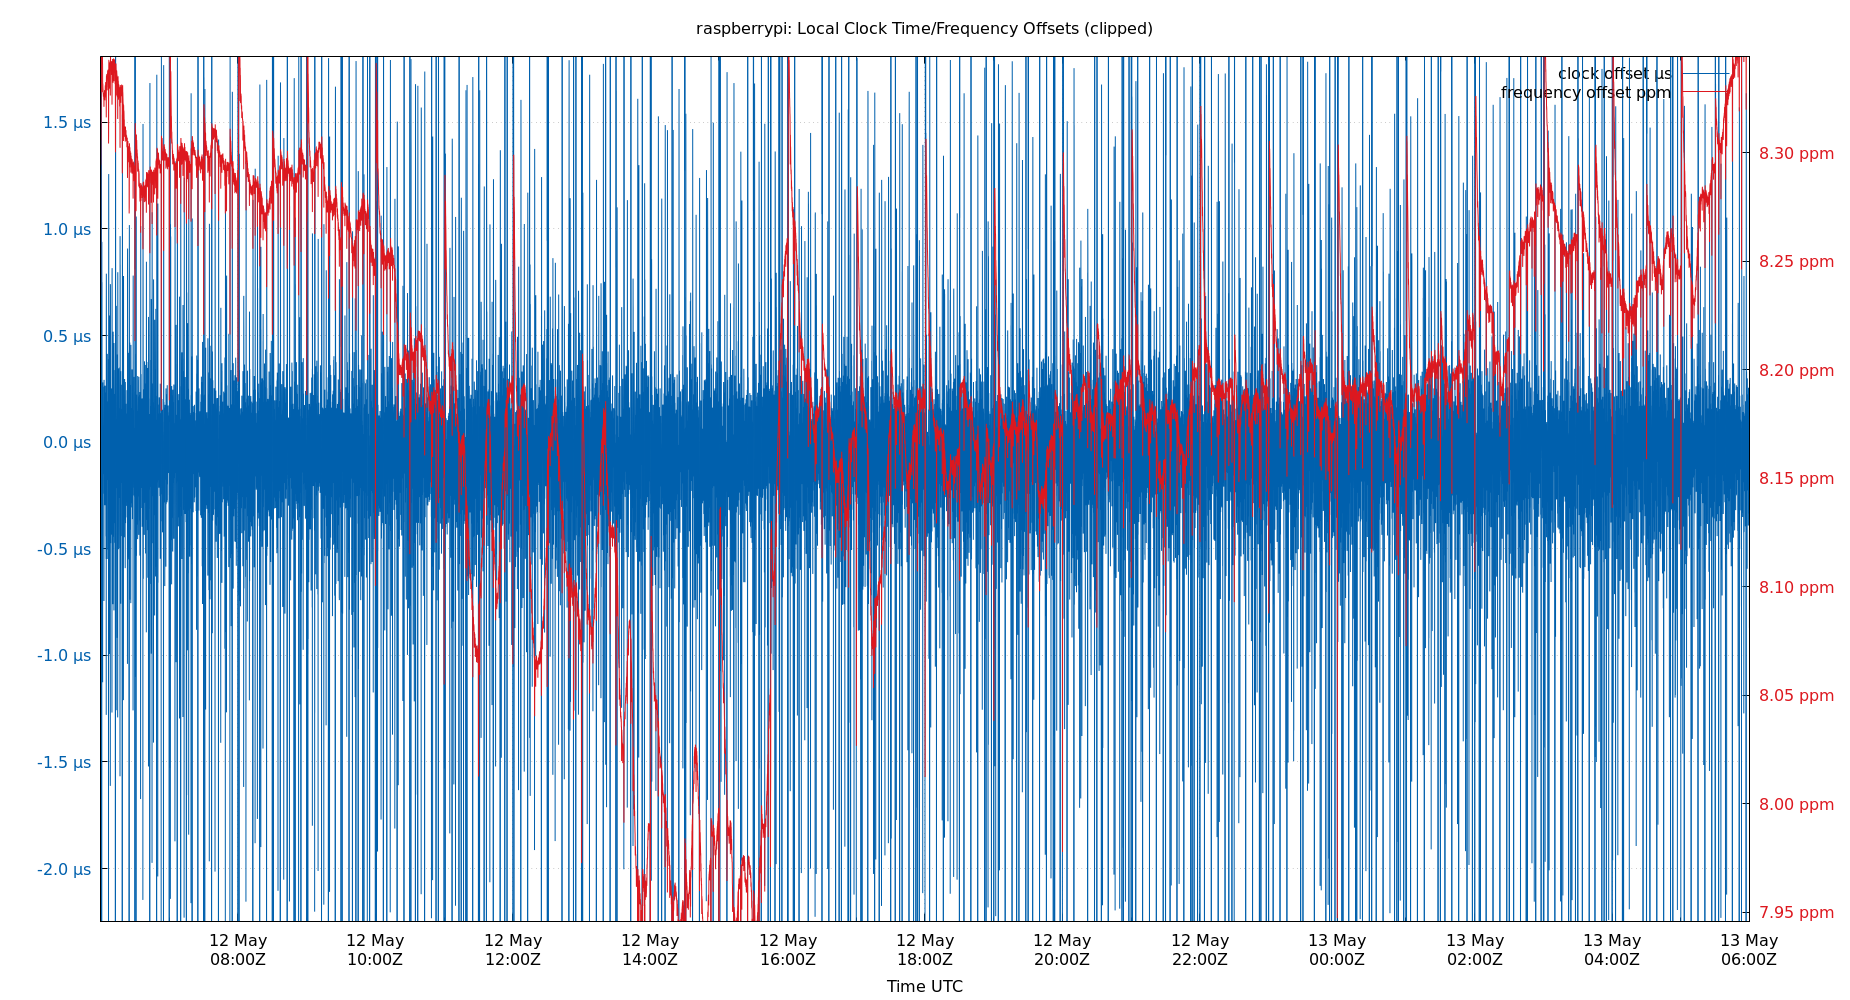 raspberrypi: Local Clock Time/Frequency Offsets (clipped)
clock offset µs
frequency offset ppm
1.5 µs
1.0 µs
0.5 µs
0.0 µs
-0.5 µs
-1.0 µs
-1.5 µs
-2.0 µs
8.30 ppm
8.25 ppm
8.20 ppm
8.15 ppm
8.10 ppm
8.05 ppm
8.00 ppm
7.95 ppm
12 May 12 May 12 May 12 May 12 May 12 May 12 May 12 May 13 May 13 May 13 May 13 May
08:00Z 10:00Z 12:00Z 14:00Z 16:00Z 18:00Z 20:00Z 22:00Z 00:00Z 02:00Z 04:00Z 06:00Z
Time UTC